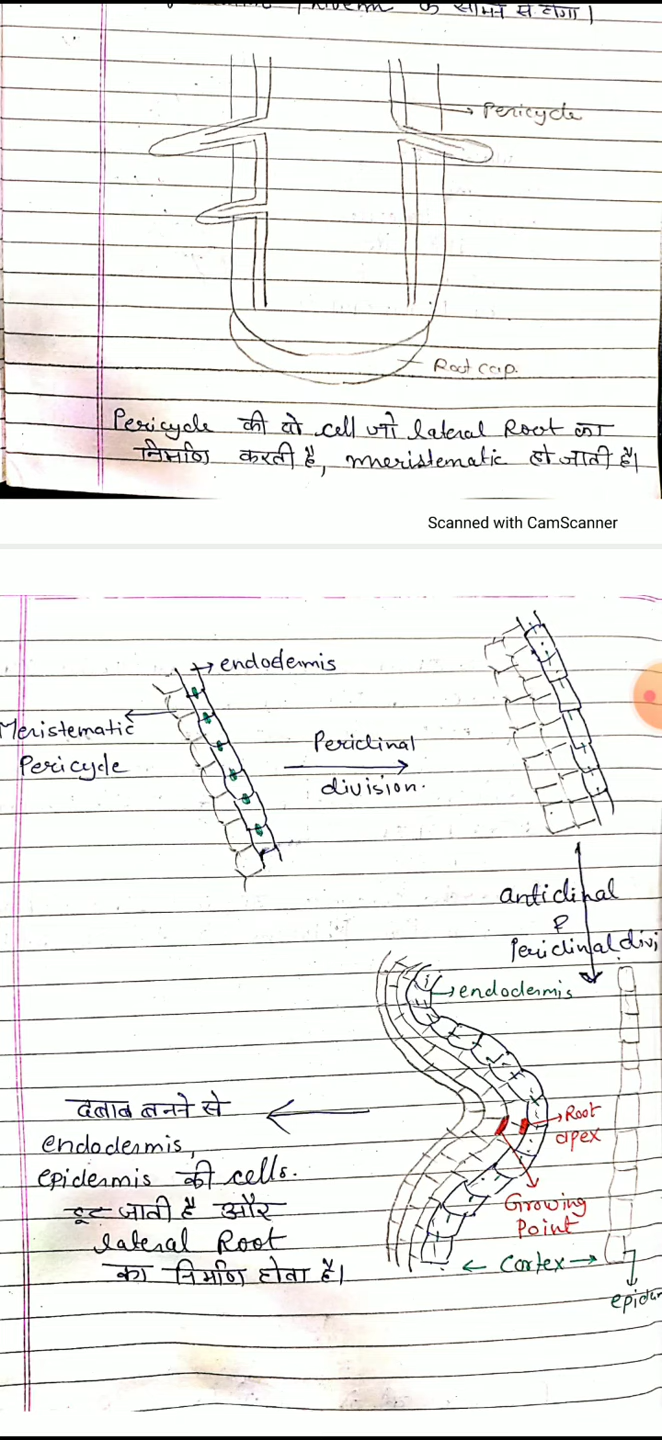 के सामने से होगा।
Pericycle
Root cap.
Pericycle की वो cell जो lateral Root का
निर्माण करती है, meristematic हो जाती हैं।
Scanned with CamScanner
endodermis
Meristematic
Pericycle
Periclinal
division.
anticlinal
&
Periclinal divi
endodermis
दबाव बनने से
endodermis,
epidermis की cells.
टूट जाती है और
lateral Root
का निर्माण होता है।
Root
apex
Growing
Point
Cortex
epider